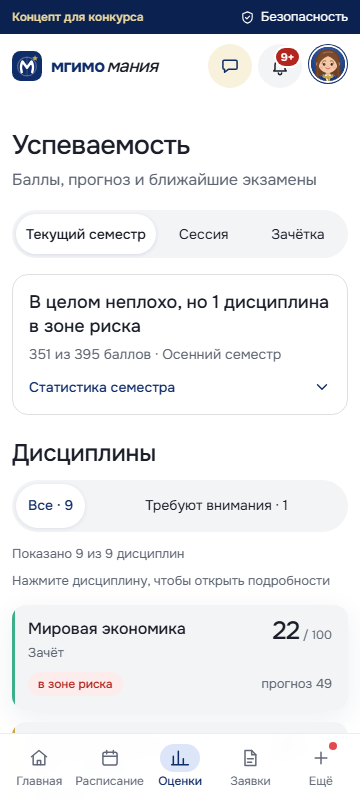 Концепт для конкурса
Безопасность
МГИМО МАНИЯ
9+
Успеваемость
Баллы, прогноз и ближайшие экзамены
Текущий семестр
Сессия
Зачётка
В целом неплохо, но 1 дисциплина
в зоне риска
351 из 395 баллов · Осенний семестр
Статистика семестра
Дисциплины
Все · 9
Требуют внимания · 1
Показано 9 из 9 дисциплин
Нажмите дисциплину, чтобы открыть подробности
Мировая экономика
22 / 100
Зачёт
в зоне риска
прогноз 49
Главная
Расписание
Оценки
Заявки
Ещё